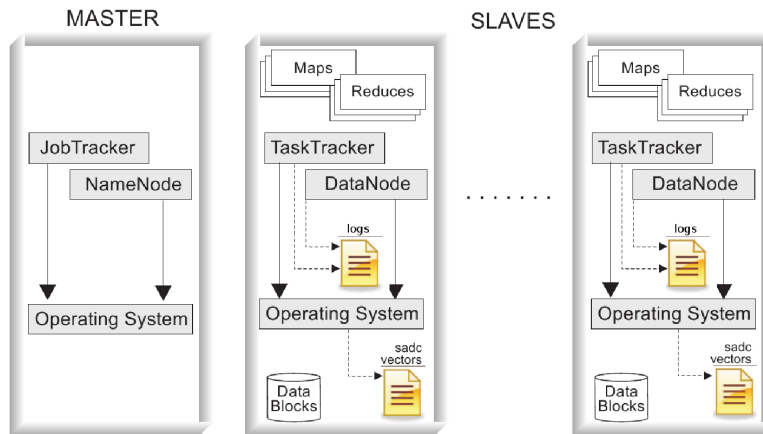 MASTER
SLAVES
JobTracker
NameNode
Operating System
Maps
Reduces
TaskTracker
DataNode
logs
Operating System
sadc
vectors
Data
Blocks
.......
Maps
Reduces
TaskTracker
DataNode
logs
Operating System
sadc
vectors
Data
Blocks